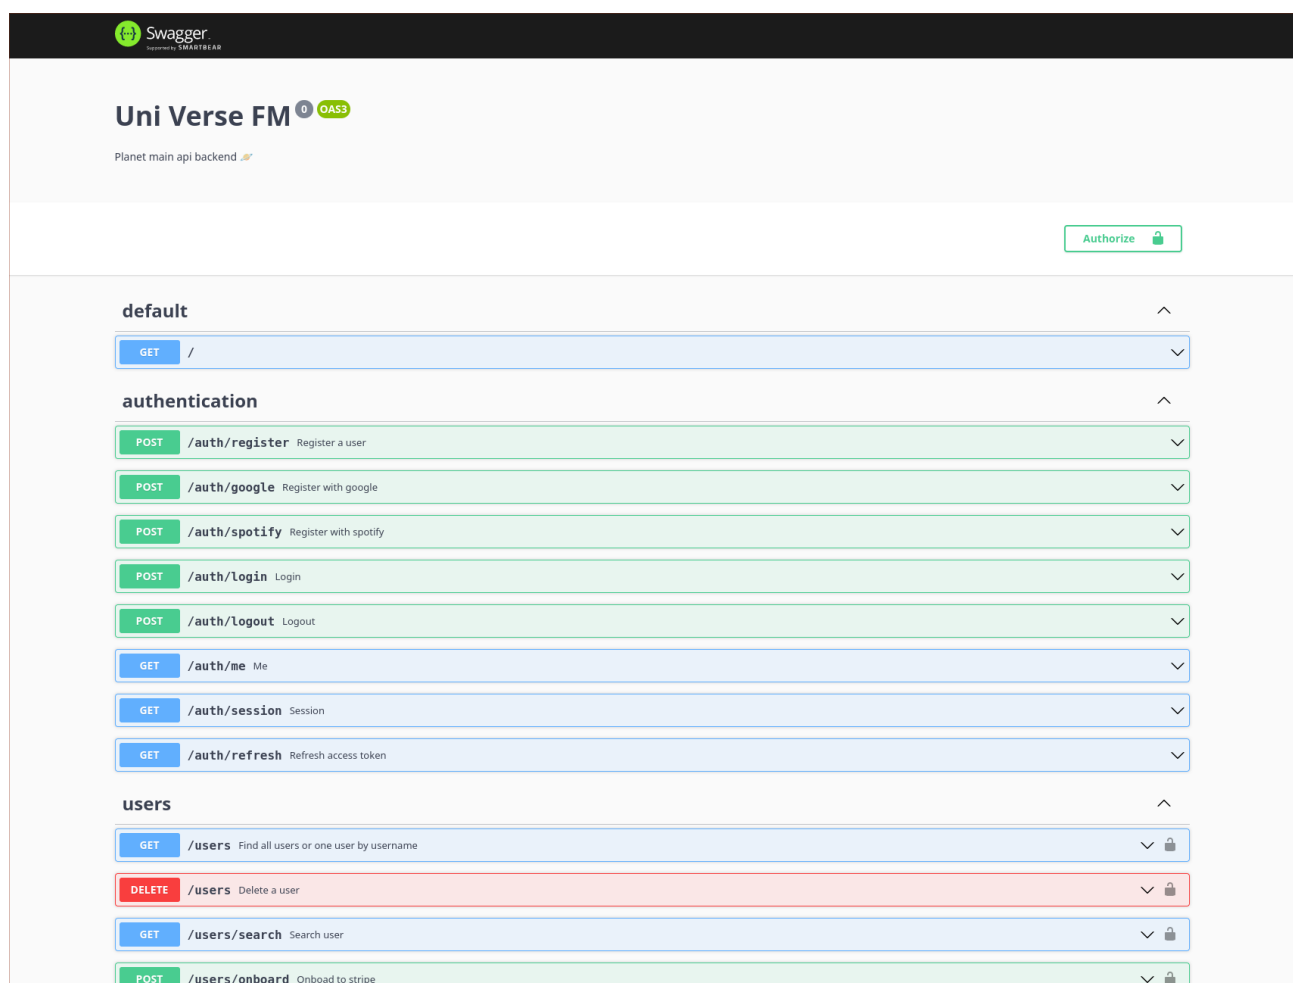 Swagger.
Supported by SMARTBEAR
Uni Verse FM 0 OAS3
Planet main api backend 🪐
Authorize
default
GET /
authentication
POST /auth/register Register a user
POST /auth/google Register with google
POST /auth/spotify Register with spotify
POST /auth/login Login
POST /auth/logout Logout
GET /auth/me Me
GET /auth/session Session
GET /auth/refresh Refresh access token
users
GET /users Find all users or one user by username
DELETE /users Delete a user
GET /users/search Search user
POST /users/onboard Onboad to stripe